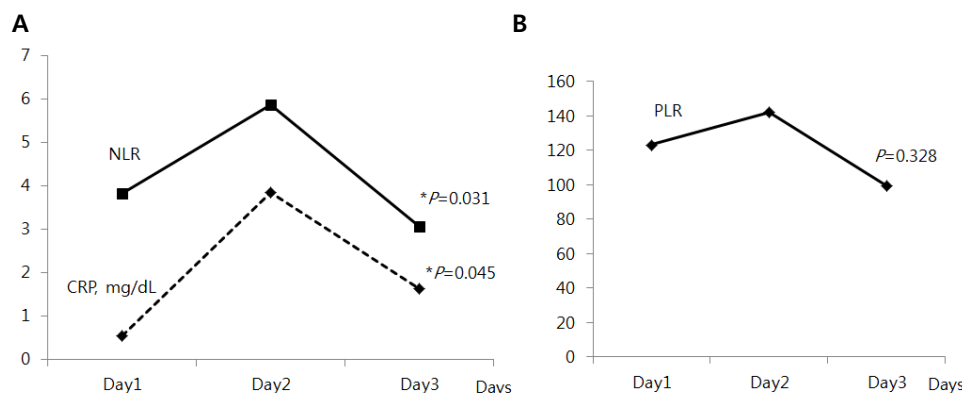 A
7
6
5
4
3
2
1
0
NLR
*P=0.031
CRP, mg/dL
*P=0.045
Day1 Day2 Day3 Days
B
160
140
120
100
80
60
40
20
0
PLR
P=0.328
Day1 Day2 Day3 Days